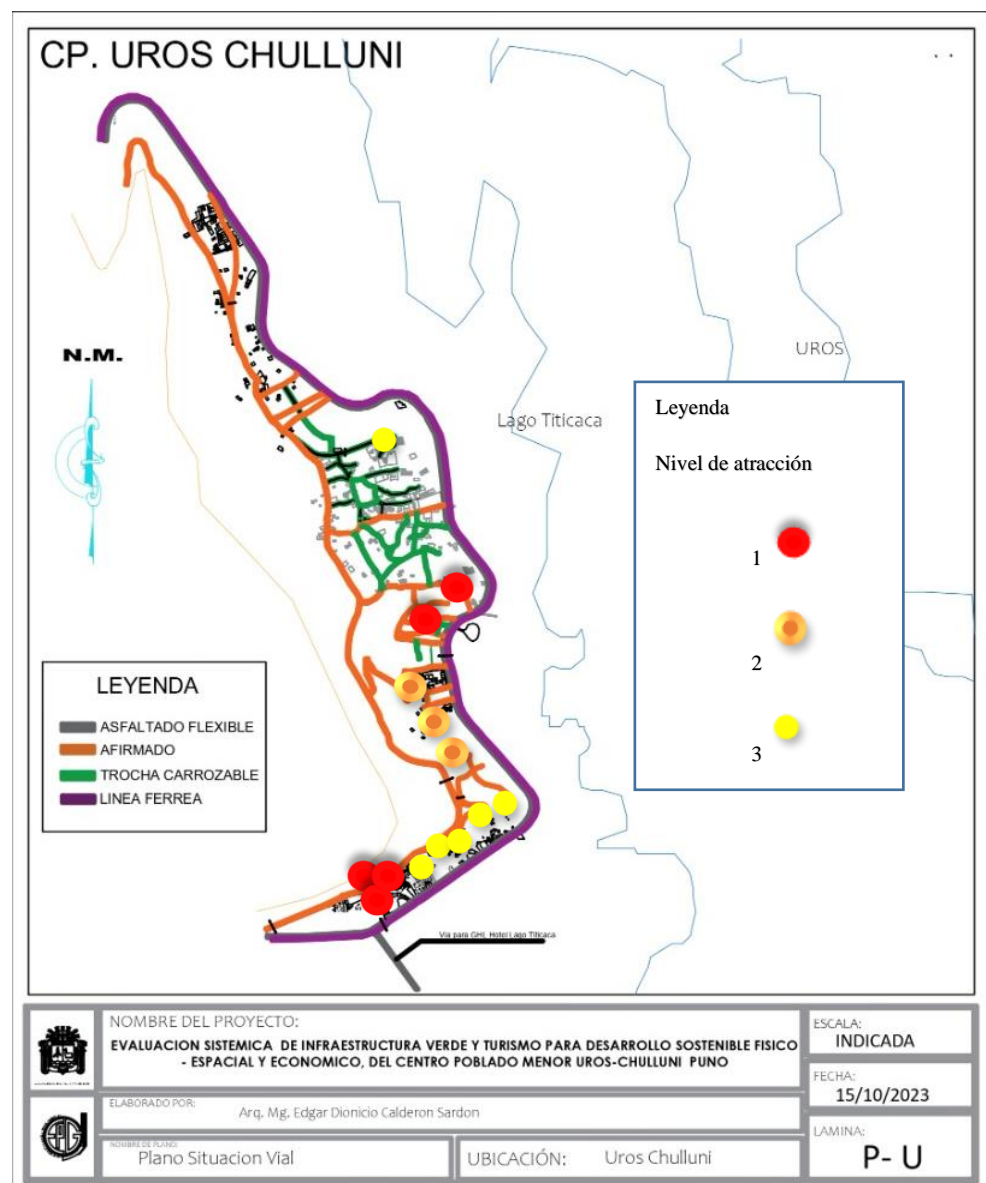 CP. UROS CHULLUNI
N.M.
UROS
Lago Titicaca
Leyenda
Nivel de atracción
1
2
3
LEYENDA
ASFALTADO FLEXIBLE
AFIRMADO
TROCHA CARROZABLE
LINEA FERREA
Via para GHL Hotel Lago Titicaca
NOMBRE DEL PROYECTO:
EVALUACION SISTEMICA DE INFRAESTRUCTURA VERDE Y TURISMO PARA DESARROLLO SOSTENIBLE FISICO
- ESPACIAL Y ECONOMICO, DEL CENTRO POBLADO MENOR UROS-CHULLUNI PUNO
ESCALA:
INDICADA
FECHA:
15/10/2023
ELABORADO POR:
Arq. Mg. Edgar Dionicio Calderon Sardon
NOMBRE DE PLANO:
Plano Situacion Vial
UBICACIÓN: Uros Chulluni
LAMINA:
P- U